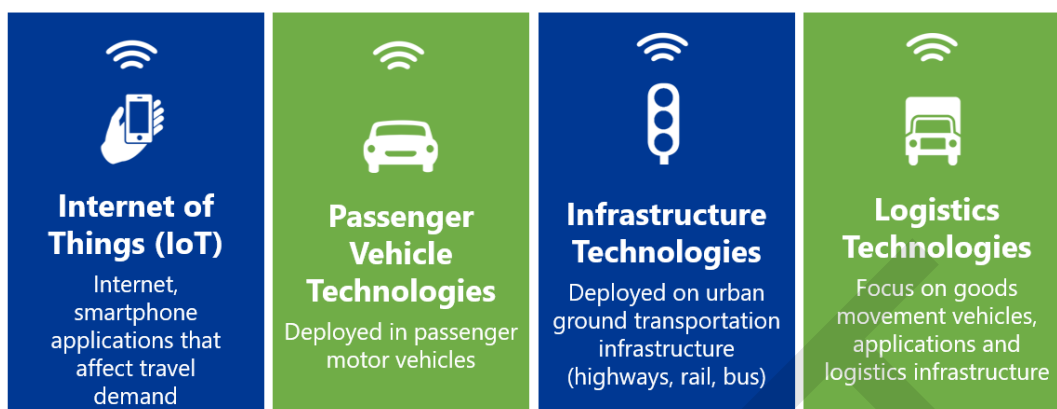 Internet of
Things (IoT)
Internet,
smartphone
applications that
affect travel
demand
Passenger
Vehicle
Technologies
Deployed in passenger
motor vehicles
Infrastructure
Technologies
Deployed on urban
ground transportation
infrastructure
(highways, rail, bus)
Logistics
Technologies
Focus on goods
movement vehicles,
applications and
logistics infrastructure